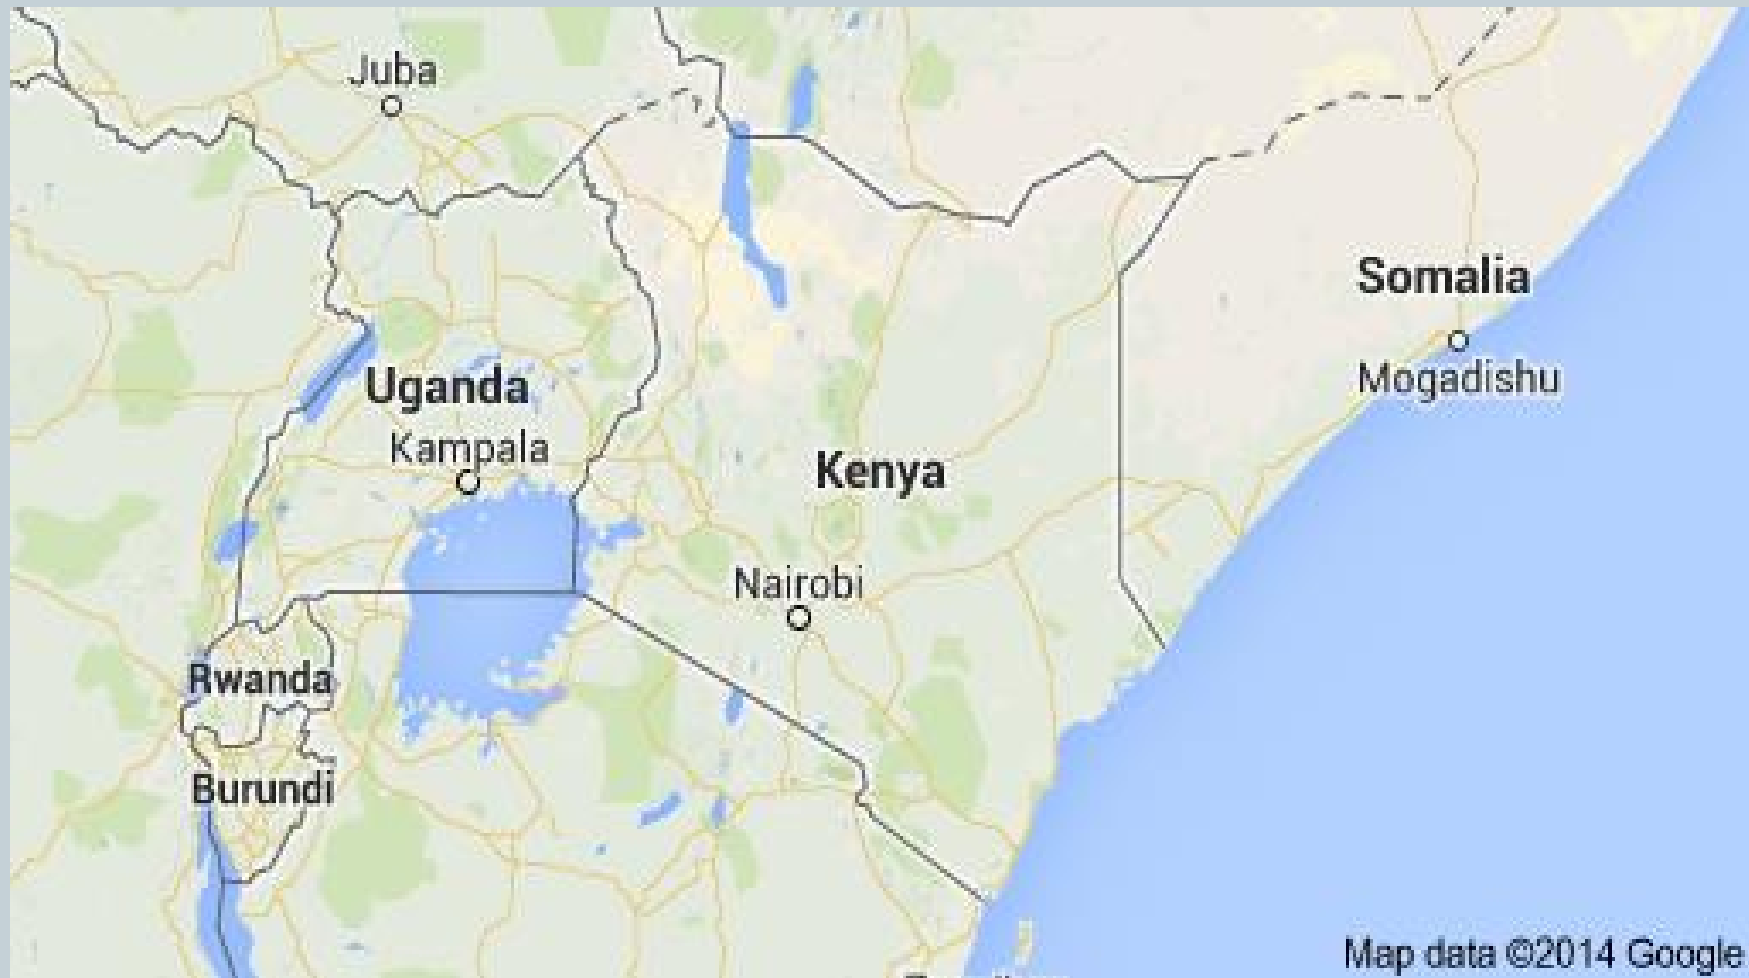 Juba
Somalia
Mogadishu
Uganda
Kampala
Kenya
Nairobi
Rwanda
Burundi
Map data ©2014 Google